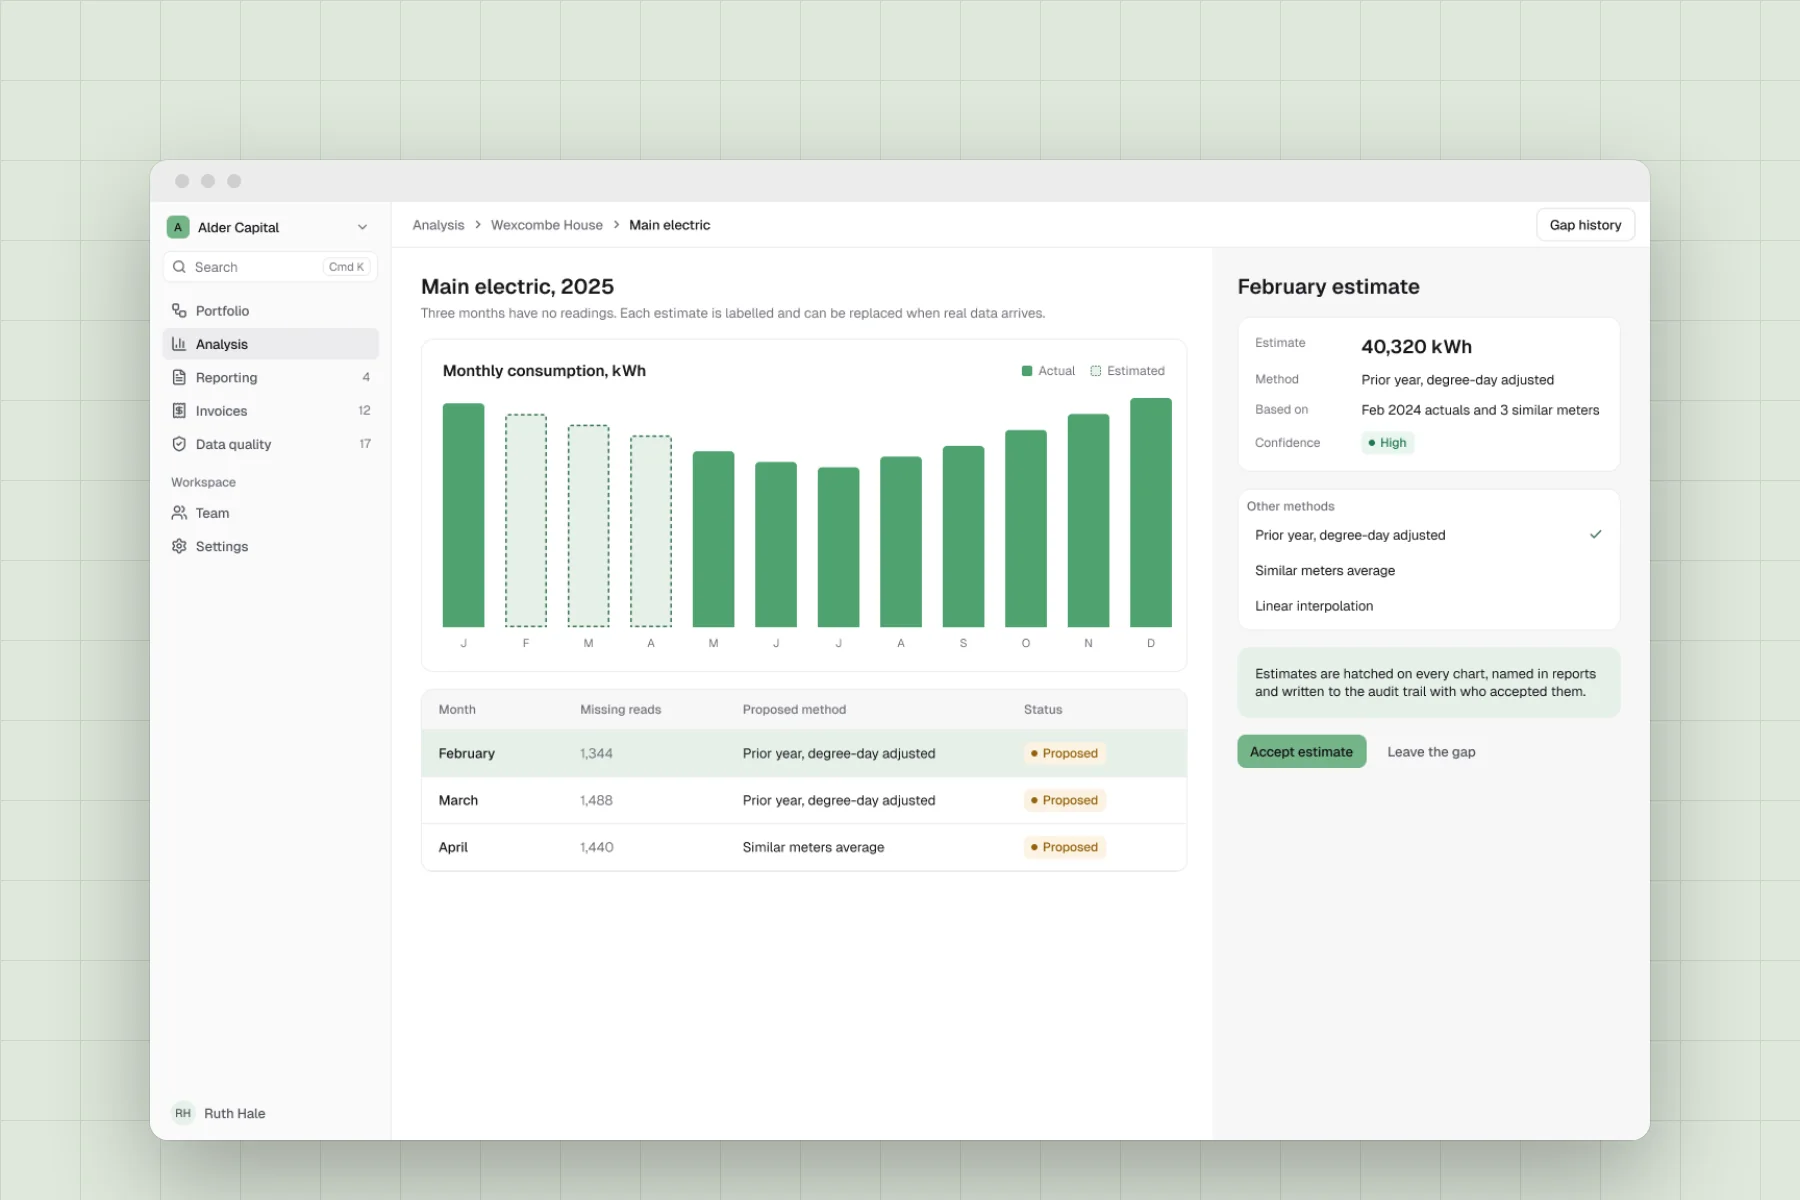 A Alder Capital
Search Cmd K
Portfolio
Analysis
Reporting 4
Invoices 12
Data quality 17
Workspace
Team
Settings
RH Ruth Hale
Analysis > Wexcombe House > Main electric
Gap history
Main electric, 2025
Three months have no readings. Each estimate is labelled and can be replaced when real data arrives.
Monthly consumption, kWh
Actual Estimated
J F M A M J J A S O N D
Month Missing reads Proposed method Status
February 1,344 Prior year, degree-day adjusted Proposed
March 1,488 Prior year, degree-day adjusted Proposed
April 1,440 Similar meters average Proposed
February estimate
Estimate 40,320 kWh
Method Prior year, degree-day adjusted
Based on Feb 2024 actuals and 3 similar meters
Confidence High
Other methods
Prior year, degree-day adjusted
Similar meters average
Linear interpolation
Estimates are hatched on every chart, named in reports
and written to the audit trail with who accepted them.
Accept estimate Leave the gap